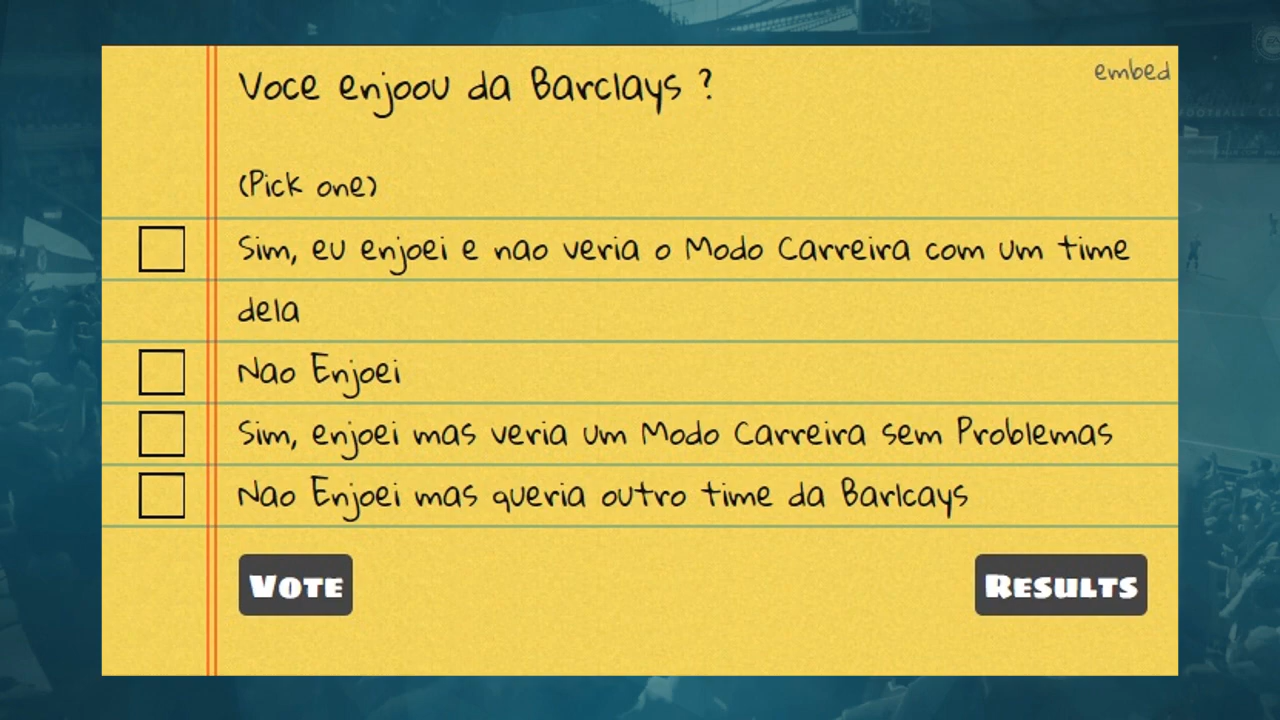 Voce enjoou da Barclays ?
embed
(Pick one)
Sim, eu enjoei e nao veria o Modo Carreira com um time
dela
Nao Enjoei
Sim, enjoei mas veria um Modo Carreira sem Problemas
Nao Enjoei mas queria outro time da Barlcays
Vote
Results